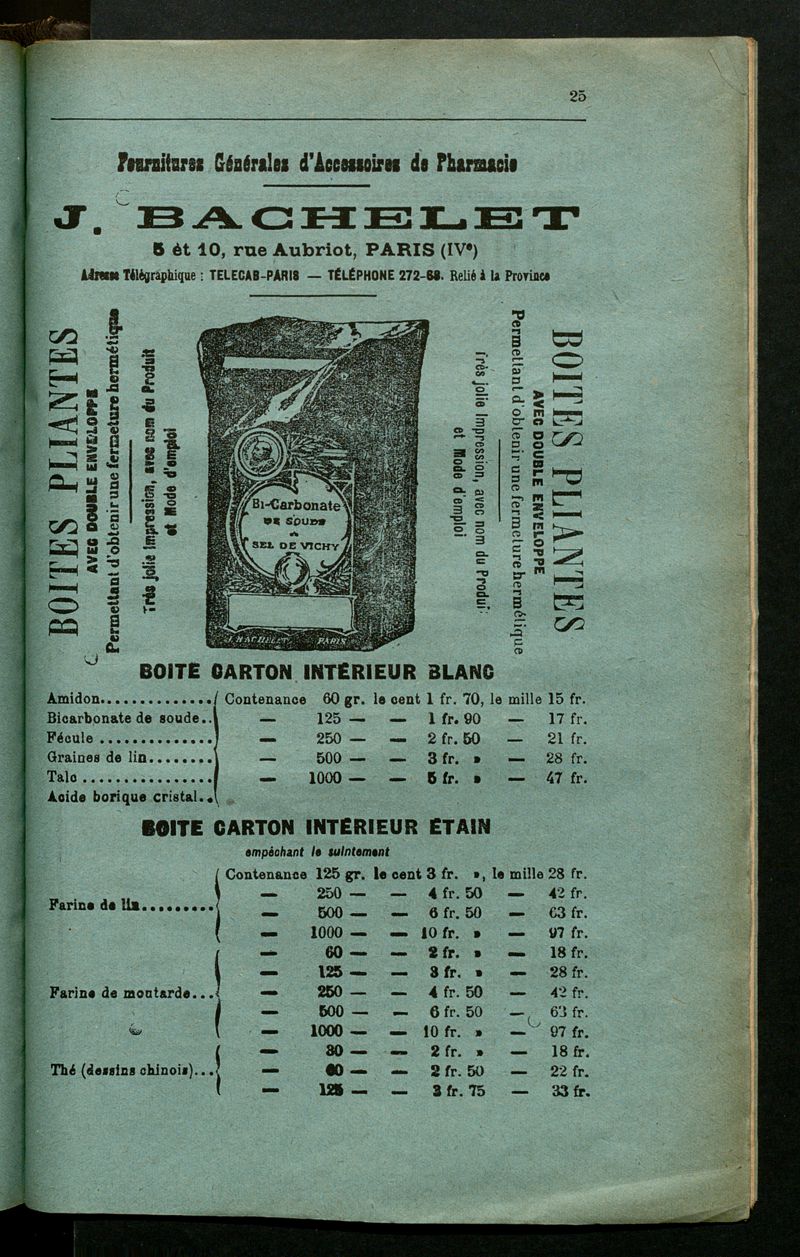 25
Fournitures Générales d'Accessoires de Pharmacie
J. BACHELET
5 ét 10, rue Aubriot, PARIS (IVe)
Adresse Télégraphique : TELECAB-PARIS — TÉLÉPHONE 272-68. Relié à la Province
BOITES PLIANTES
AVEC DOUBLE ENVELOPPE
Permettant d'obtenir une fermeture hermétique
Très jolie Impression, avec nom du Produit
et Mode d'emploi
Bi-Carbonate
DE SOUDE
SEL DE VICHY
J. BACHELET. PARIS
Très jolie Impression, avec nom du Produit
et Mode d'emploi
Permettant d'obtenir une fermeture hermétique
AVEC DOUBLE ENVELOPPE
BOITES PLIANTES
BOITE CARTON INTÉRIEUR BLANC
Amidon.............. Contenance 60 gr. le cent 1 fr. 70, le mille 15 fr.
Bicarbonate de soude.. — 125 — — 1 fr. 90 — 17 fr.
Fécule .............. — 250 — — 2 fr. 50 — 21 fr.
Graines de lin........ — 500 — — 3 fr. » — 28 fr.
Talc ................ — 1000 — — 5 fr. » — 47 fr.
Acide borique cristal..
BOITE CARTON INTÉRIEUR ÉTAIN
empêchant le suintement
Contenance 125 gr. le cent 3 fr. », le mille 28 fr.
— 250 — — 4 fr. 50 — 42 fr.
Farine de lin.......... — 500 — — 6 fr. 50 — 63 fr.
— 1000 — — 10 fr. » — 97 fr.
— 60 — — 2 fr. » — 18 fr.
— 125 — — 3 fr. » — 28 fr.
Farine de moutarde... — 250 — — 4 fr. 50 — 42 fr.
— 500 — — 6 fr. 50 — 63 fr.
— 1000 — — 10 fr. » — 97 fr.
— 30 — — 2 fr. » — 18 fr.
Thé (dessins chinois)... — 60 — — 2 fr. 50 — 22 fr.
— 125 — — 3 fr. 75 — 33 fr.